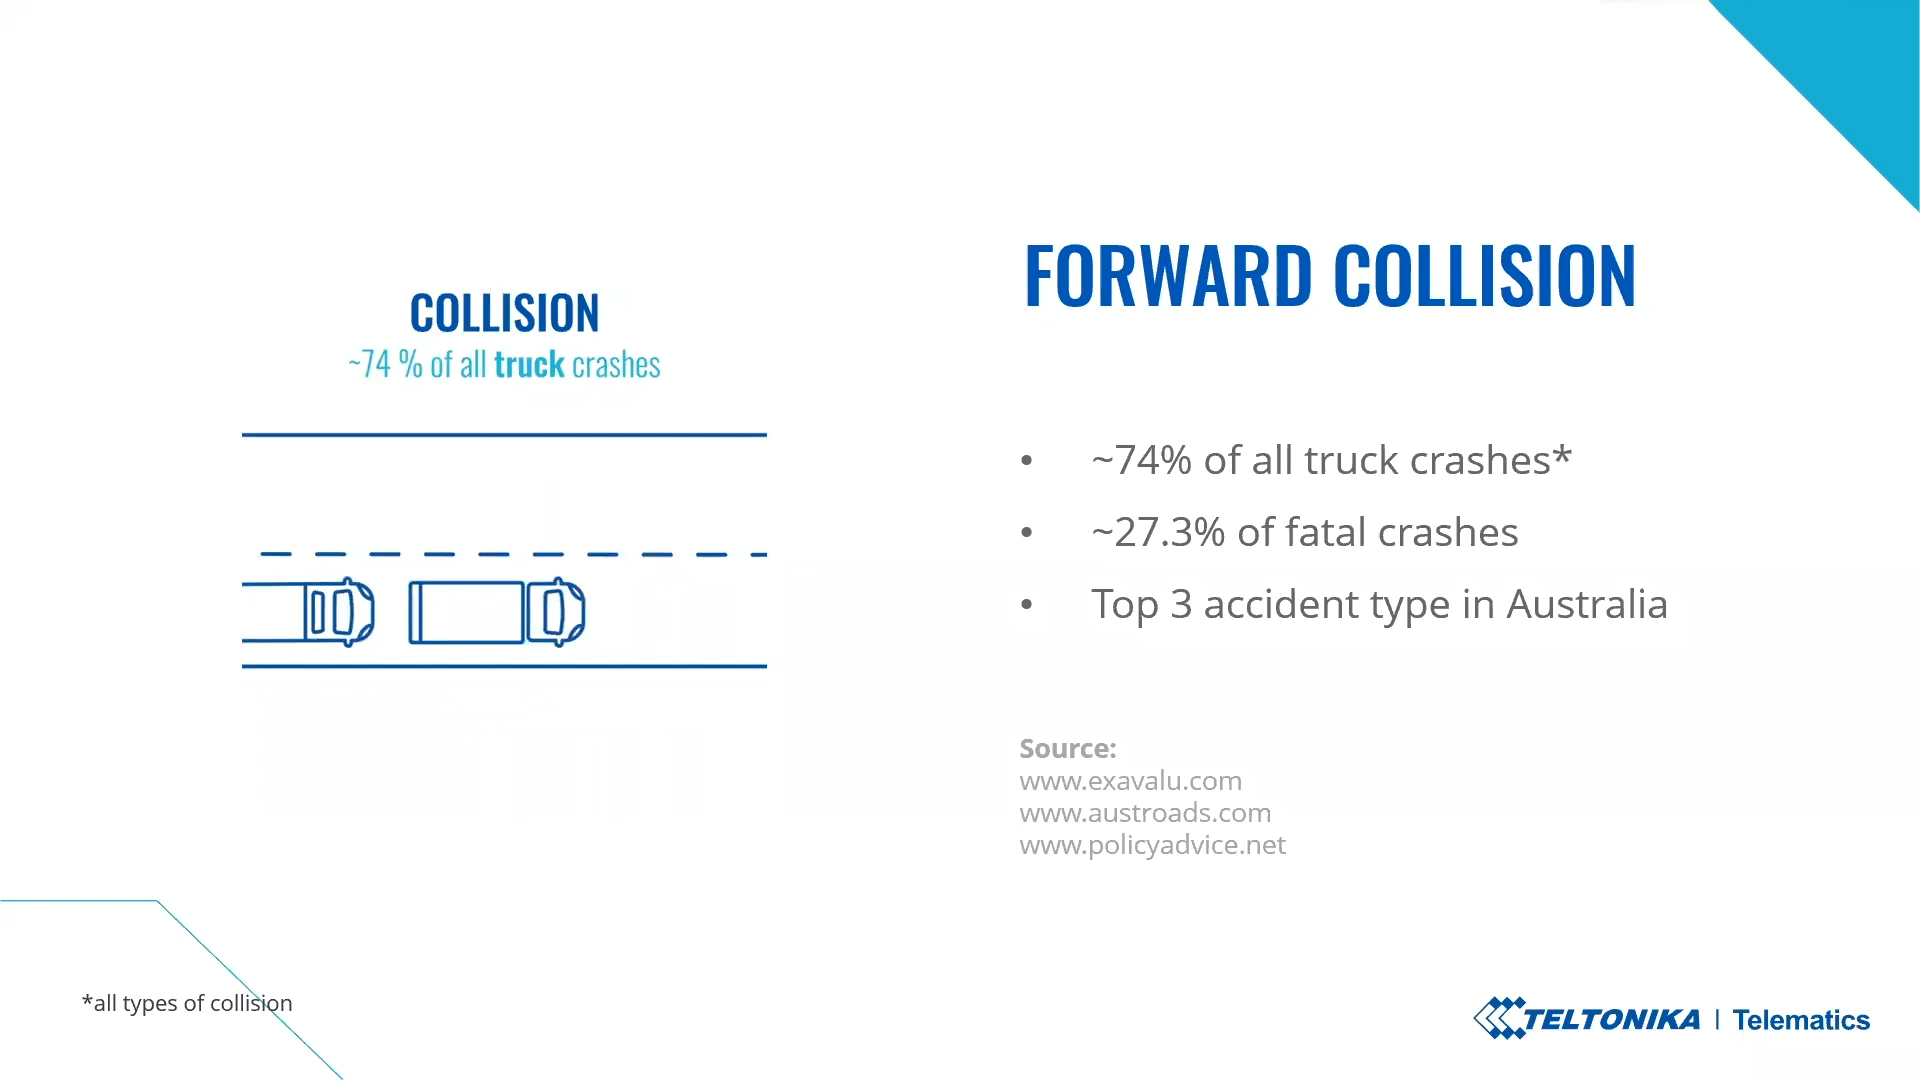 COLLISION
~74 % of all truck crashes
FORWARD COLLISION
• ~74% of all truck crashes*
• ~27.3% of fatal crashes
• Top 3 accident type in Australia
Source:
www.exavalu.com
www.austroads.com
www.policyadvice.net
*all types of collision
TELTONIKA | Telematics